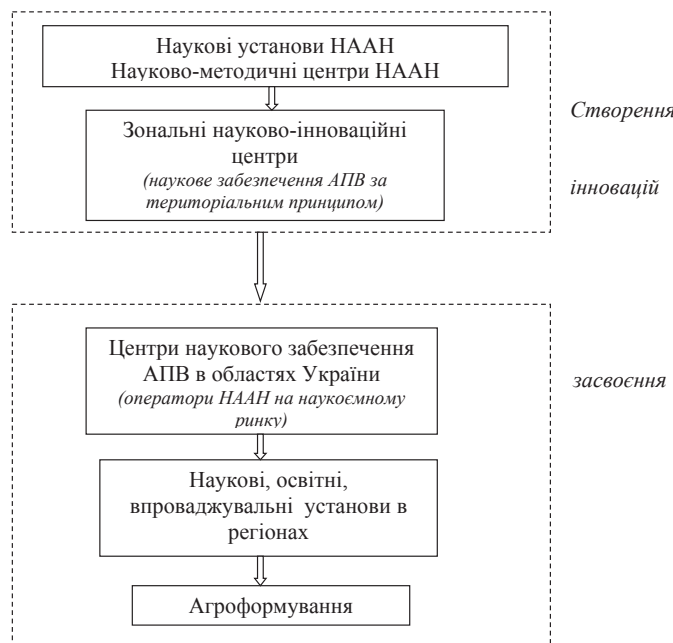 Наукові установи НААН
Науково-методичні центри НААН
Зональні науково-інноваційні
центри
(наукове забезпечення АПВ за
територіальним принципом)
Створення
інновацій
Центри наукового забезпечення
АПВ в областях України
(оператори НААН на наукоємному
ринку)
засвоєння
Наукові, освітні,
впроваджувальні установи в
регіонах
Агроформування